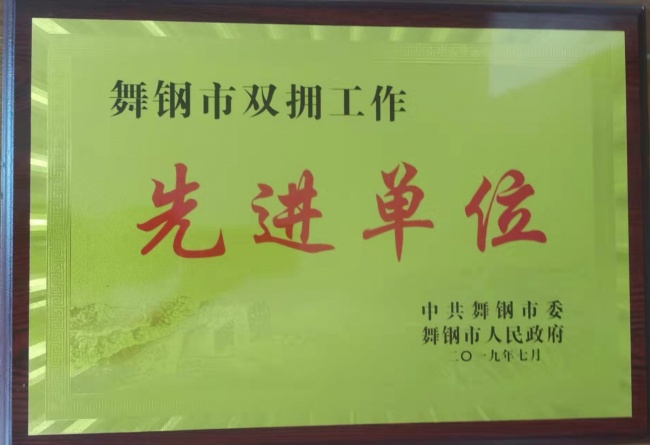 舞钢市双拥工作
先进单位
中共舞钢市委
舞钢市人民政府
二〇一九年七月